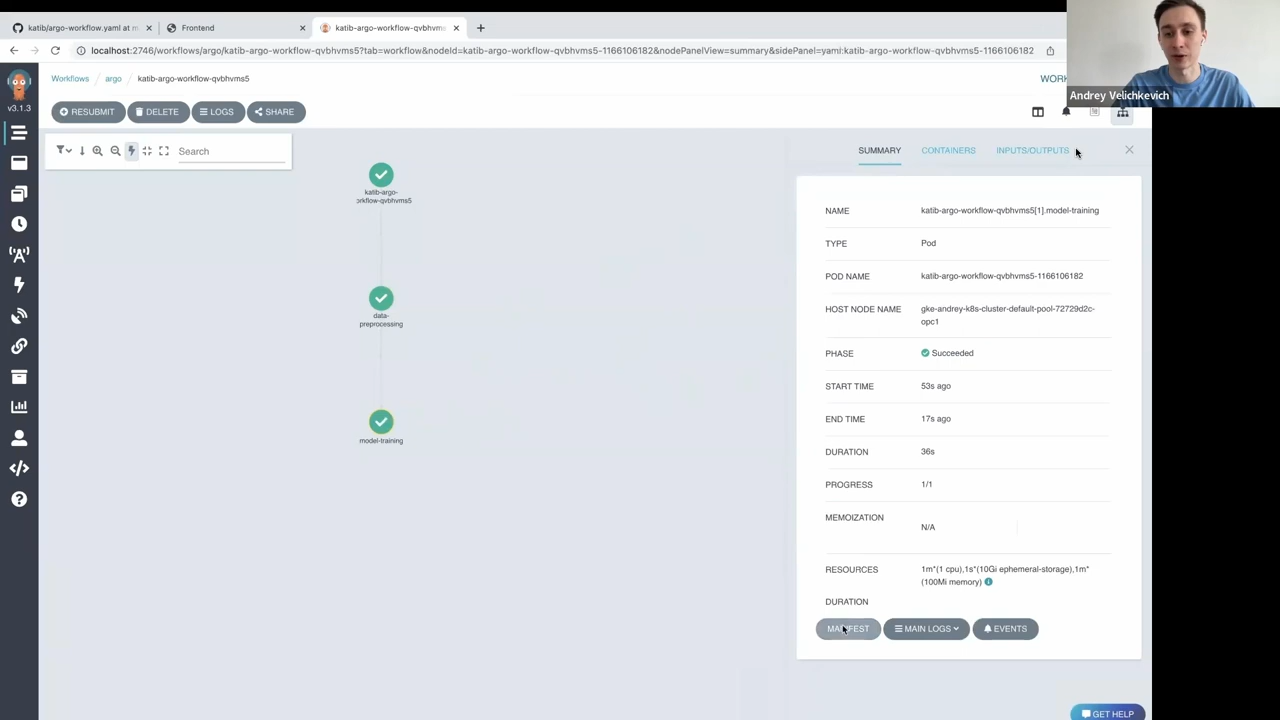 katib/argo-workflow.yaml at m
Frontend
katib-argo-workflow-qvbhvms
localhost:2746/workflows/argo/katib-argo-workflow-qvbhvms5?tab=workflow&nodeId=katib-argo-workflow-qvbhvms5-1166106182&nodePanelView=summary&sidePanel=yaml:katib-argo-workflow-qvbhvms5-1166106182
Andrey Velichkevich
v3.1.3
Workflows / argo / katib-argo-workflow-qvbhvms5
WORK
RESUBMIT
DELETE
LOGS
SHARE
Search
katib-argo-
orkflow-qvbhvms5
data-
preprocessing
model-training
SUMMARY
CONTAINERS
INPUTS/OUTPUTS
NAME katib-argo-workflow-qvbhvms5[1].model-training
TYPE Pod
POD NAME katib-argo-workflow-qvbhvms5-1166106182
HOST NODE NAME gke-andrey-k8s-cluster-default-pool-72729d2c-
opc1
PHASE Succeeded
START TIME 53s ago
END TIME 17s ago
DURATION 36s
PROGRESS 1/1
MEMOIZATION
N/A
RESOURCES 1m*(1 cpu),1s*(10Gi ephemeral-storage),1m*
(100Mi memory)
DURATION
MANIFEST
MAIN LOGS
EVENTS
GET HELP